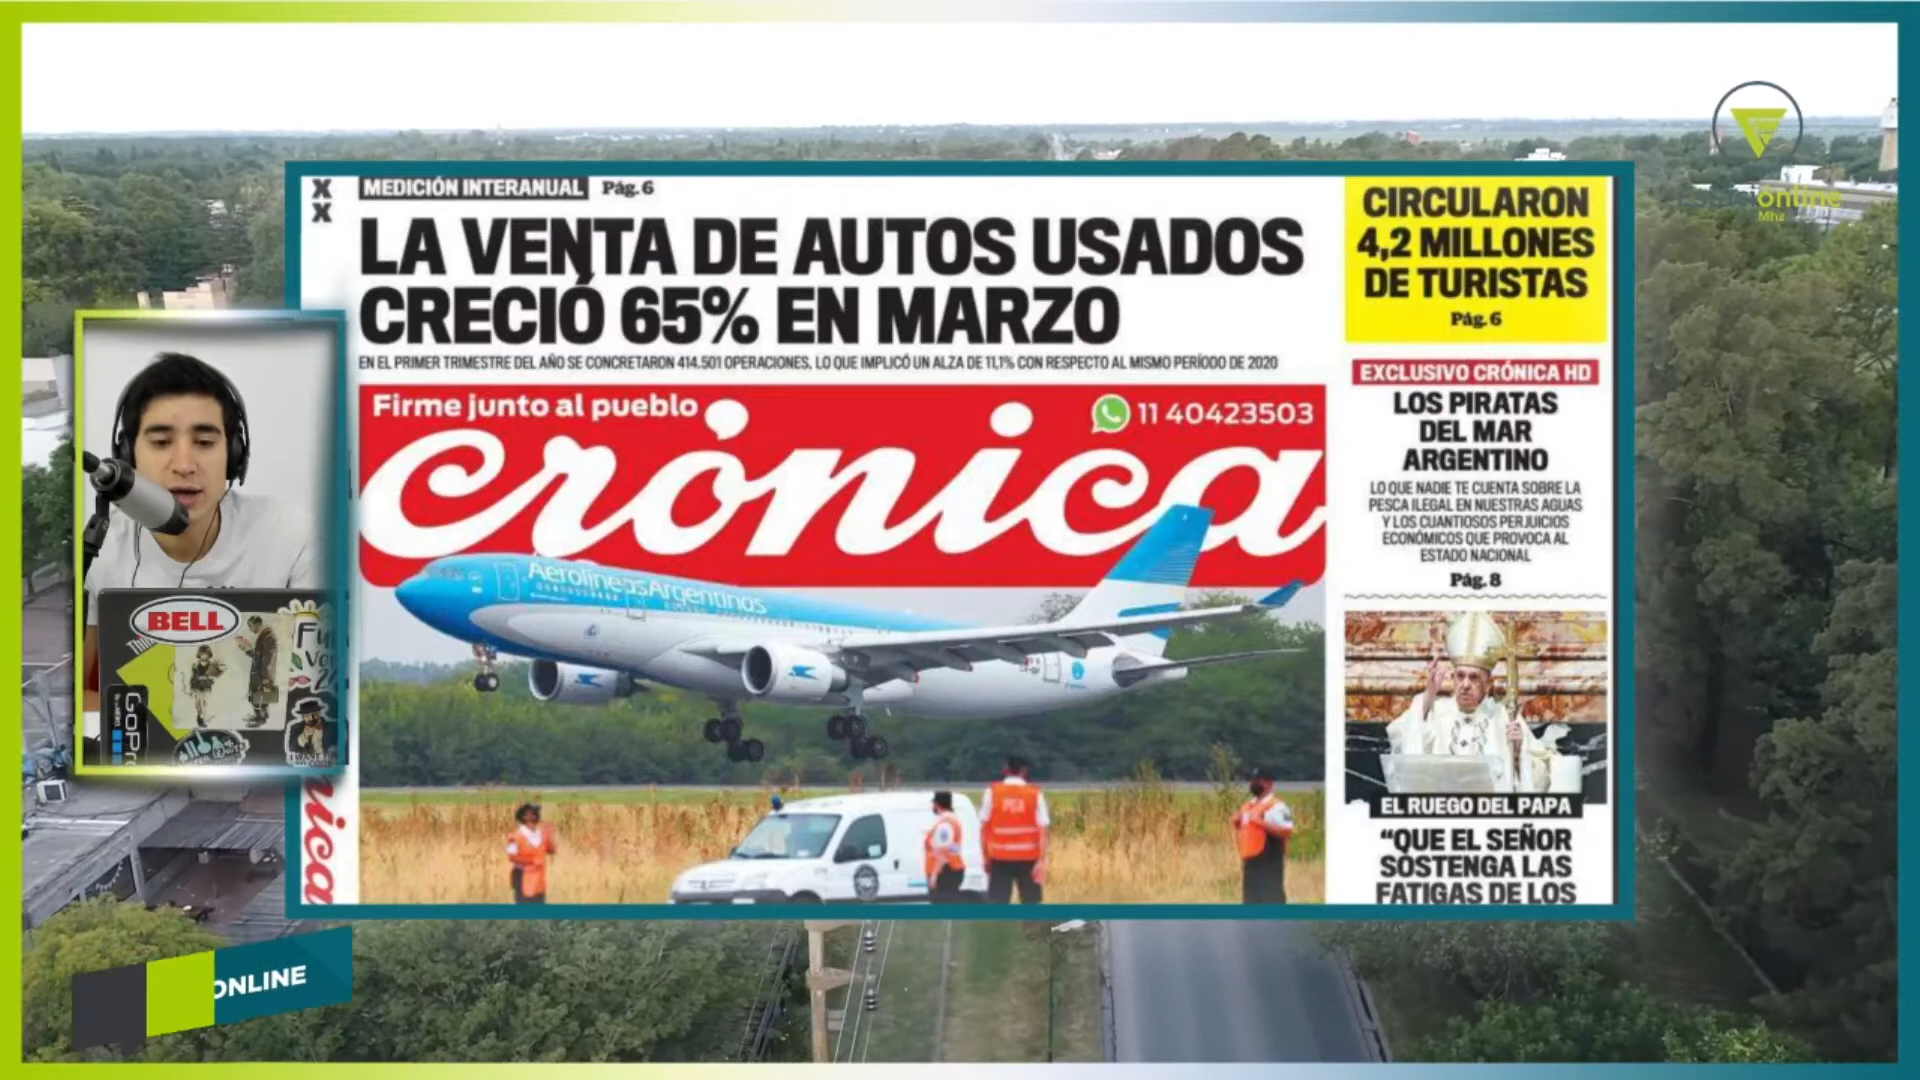 X
X
MEDICIÓN INTERANUAL Pág. 6
LA VENTA DE AUTOS USADOS
CRECIÓ 65% EN MARZO
EN EL PRIMER TRIMESTRE DEL AÑO SE CONCRETARON 414.501 OPERACIONES, LO QUE IMPLICÓ UN ALZA DE 11,1% CON RESPECTO AL MISMO PERÍODO DE 2020
Firme junto al pueblo
11 40423503
crónica
AerolíneasArgentinas
PSA
CIRCULARON
4,2 MILLONES
DE TURISTAS
Pág. 6
EXCLUSIVO CRÓNICA HD
LOS PIRATAS
DEL MAR
ARGENTINO
LO QUE NADIE TE CUENTA SOBRE LA
PESCA ILEGAL EN NUESTRAS AGUAS
Y LOS CUANTIOSOS PERJUICIOS
ECONÓMICOS QUE PROVOCA AL
ESTADO NACIONAL
Pág. 8
EL RUEGO DEL PAPA
“QUE EL SEÑOR
SOSTENGA LAS
FATIGAS DE LOS
online
Mhz
BELL
GoPro
ONLINE